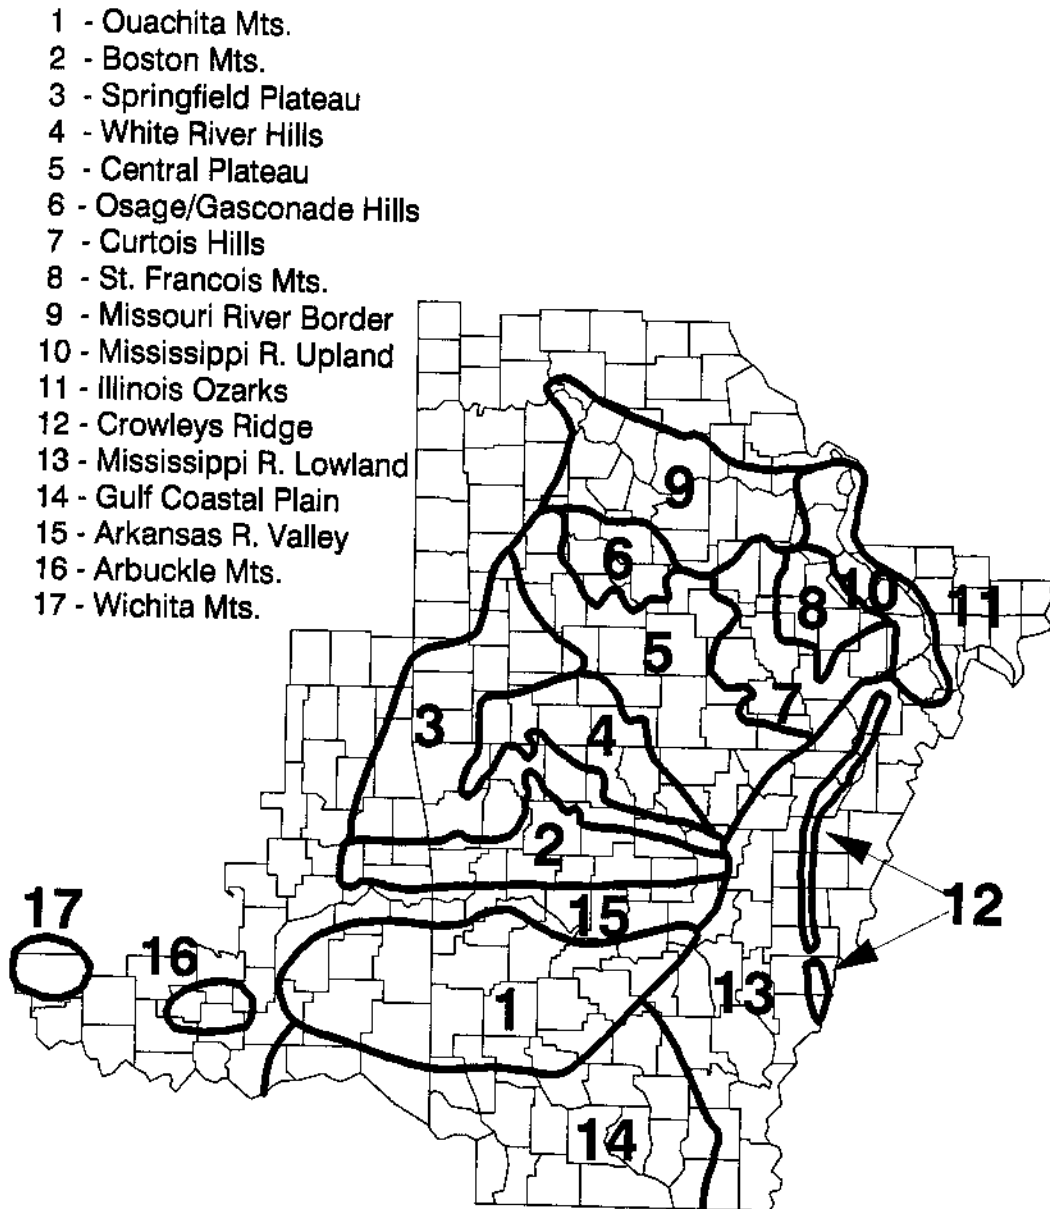 1 - Ouachita Mts.
2 - Boston Mts.
3 - Springfield Plateau
4 - White River Hills
5 - Central Plateau
6 - Osage/Gasconade Hills
7 - Curtois Hills
8 - St. Francois Mts.
9 - Missouri River Border
10 - Mississippi R. Upland
11 - Illinois Ozarks
12 - Crowleys Ridge
13 - Mississippi R. Lowland
14 - Gulf Coastal Plain
15 - Arkansas R. Valley
16 - Arbuckle Mts.
17 - Wichita Mts.
9
6
10
8
11
5
7
3
4
2
12
17
15
16
13
1
14